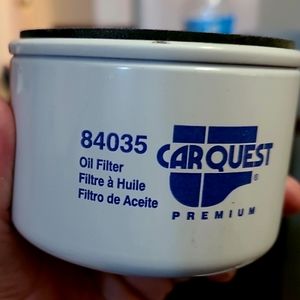 84035
Oil Filter
Filtre à Huile
Filtro de Aceite
CARQUEST®
PREMIUM